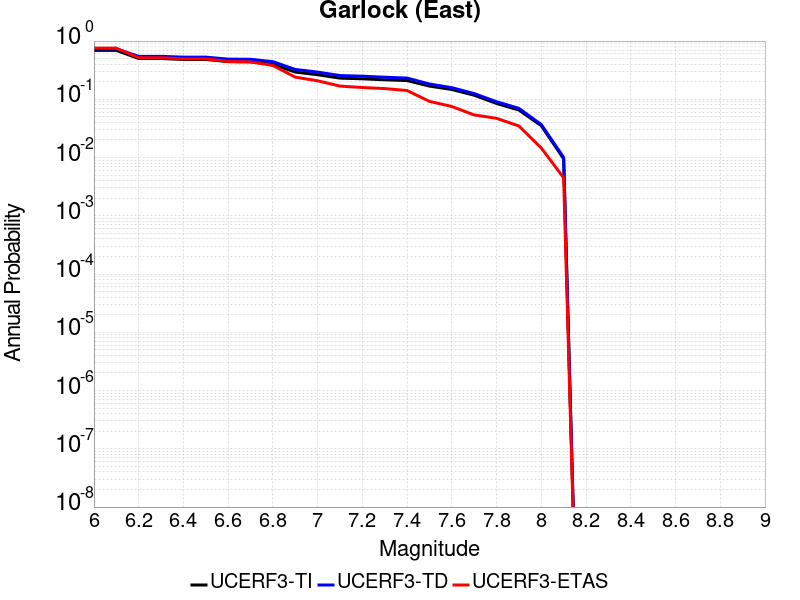 Garlock (East)
10^0
10^-1
10^-2
10^-3
10^-4
10^-5
10^-6
10^-7
10^-8
Annual Probability
6 6.2 6.4 6.6 6.8 7 7.2 7.4 7.6 7.8 8 8.2 8.4 8.6 8.8 9
Magnitude
UCERF3-TI UCERF3-TD UCERF3-ETAS